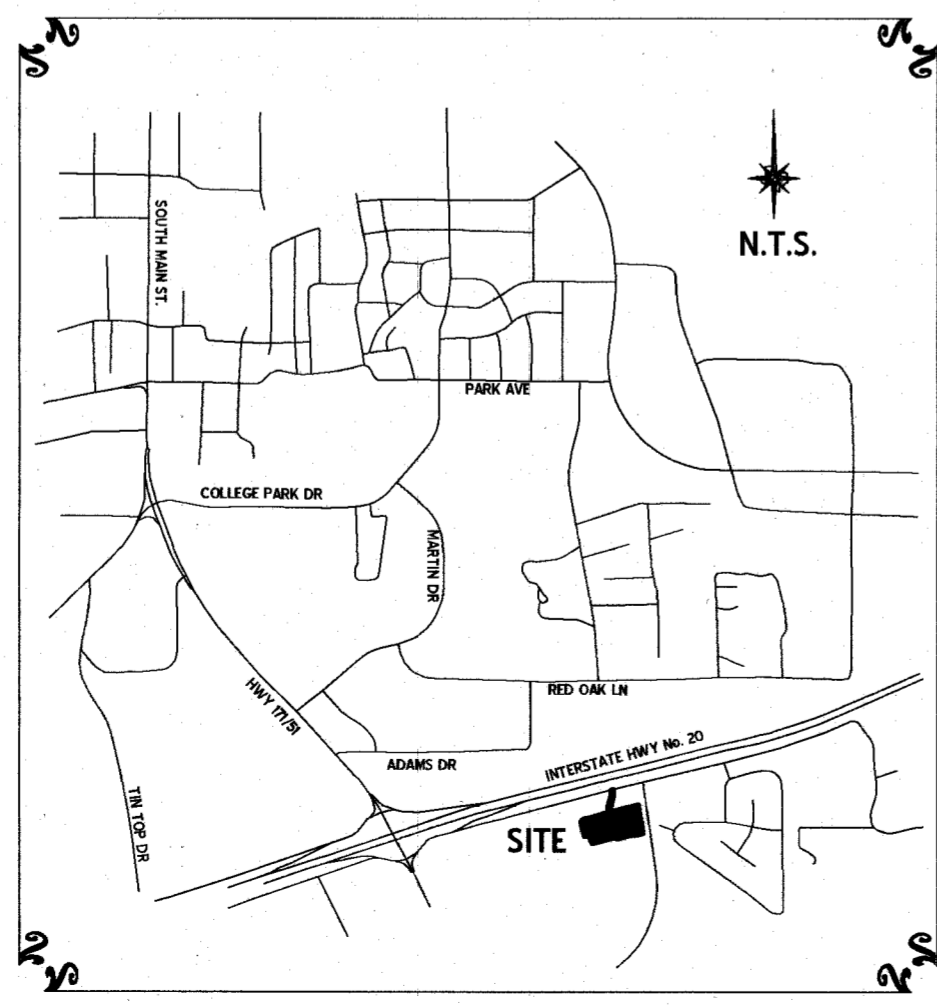 SOUTH MAIN ST.
N.T.S.
PARK AVE
COLLEGE PARK DR
MARTIN DR
RED OAK LN
HWY 171/51
INTERSTATE HWY No. 20
ADAMS DR
TIN TOP DR
SITE